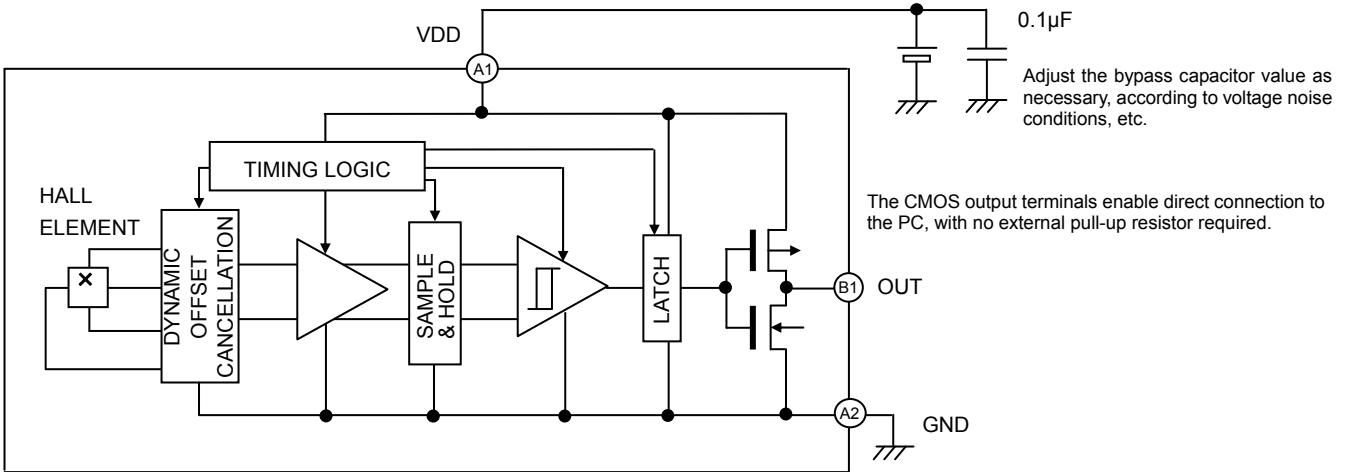 0.1µF
VDD
A1
Adjust the bypass capacitor value as
necessary, according to voltage noise
conditions, etc.
TIMING LOGIC
HALL
ELEMENT
The CMOS output terminals enable direct connection to
the PC, with no external pull-up resistor required.
×
DYNAMIC
OFFSET
CANCELLATION
SAMPLE
& HOLD
LATCH
B1
OUT
A2
GND